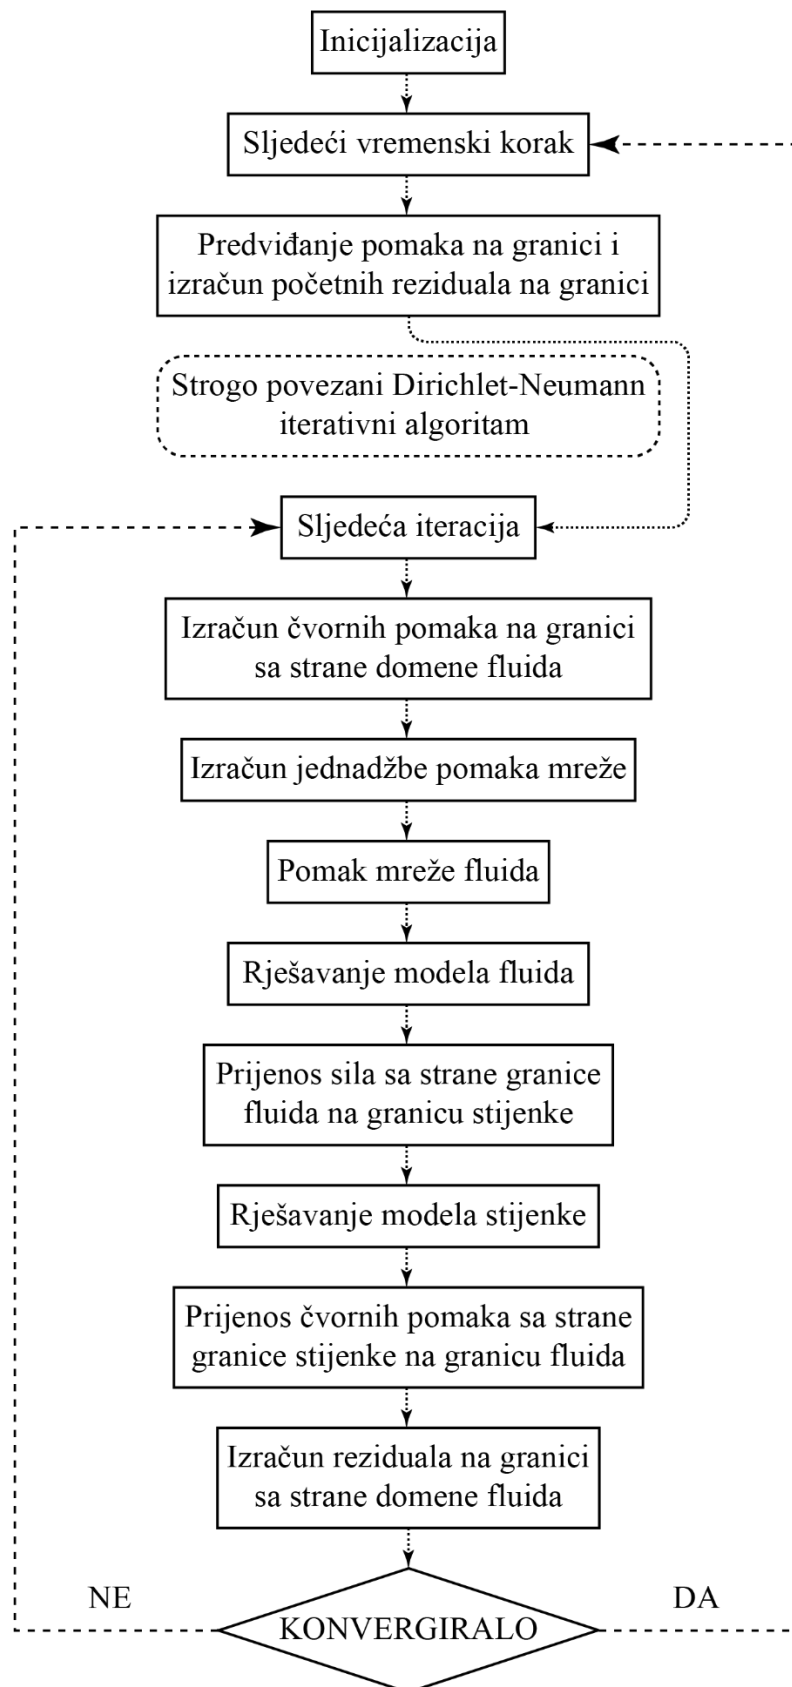 Inicijalizacija
Sljedeći vremenski korak
Predviđanje pomaka na granici i
izračun početnih reziduala na granici
Strogo povezani Dirichlet-Neumann
iterativni algoritam
Sljedeća iteracija
Izračun čvornih pomaka na granici
sa strane domene fluida
Izračun jednadžbe pomaka mreže
Pomak mreže fluida
Rješavanje modela fluida
Prijenos sila sa strane granice
fluida na granicu stijenke
Rješavanje modela stijenke
Prijenos čvornih pomaka sa strane
granice stijenke na granicu fluida
Izračun reziduala na granici
sa strane domene fluida
NE
DA
KONVERGIRALO